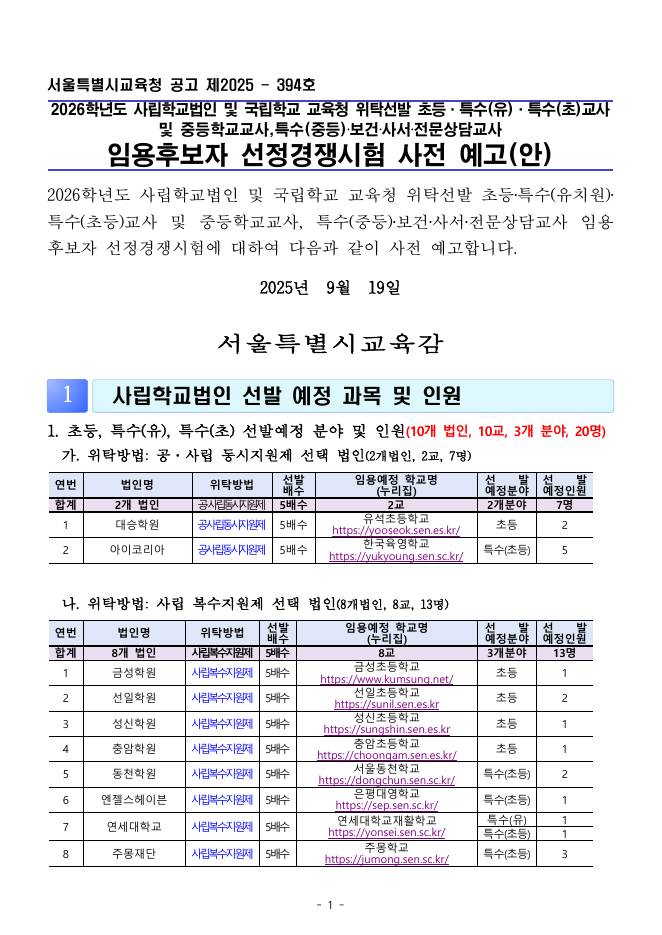 서울특별시교육청 공고 제2025 - 394호
2026학년도 사립학교법인 및 국립학교 교육청 위탁선발 초등·특수(유)·특수(초)교사
및 중등학교교사,특수(중등)·보건·사서·전문상담교사
임용후보자 선정경쟁시험 사전 예고(안)
2026학년도 사립학교법인 및 국립학교 교육청 위탁선발 초등·특수(유치원)·
특수(초등)교사 및 중등학교교사, 특수(중등)·보건·사서·전문상담교사 임용
후보자 선정경쟁시험에 대하여 다음과 같이 사전 예고합니다.
2025년 9월 19일
서울특별시교육감
1 사립학교법인 선발 예정 과목 및 인원
1. 초등, 특수(유), 특수(초) 선발예정 분야 및 인원(10개 법인, 10교, 3개 분야, 20명)
가. 위탁방법: 공·사립 동시지원제 선택 법인(2개법인, 2교, 7명)
연번 법인명 위탁방법 선발 배수 임용예정 학교명 (누리집) 선 발 예정분야 선 발 예정인원
합계 2개 법인 공·사립동시지원제 5배수 2교 2개분야 7명
1 대승학원 공·사립동시지원제 5배수 유석초등학교 https://yooseok.sen.es.kr/ 초등 2
2 아이코리아 공·사립동시지원제 5배수 한국육영학교 https://yukyoung.sen.sc.kr/ 특수(초등) 5
나. 위탁방법: 사립 복수지원제 선택 법인(8개법인, 8교, 13명)
연번 법인명 위탁방법 선발 배수 임용예정 학교명 (누리집) 선 발 예정분야 선 발 예정인원
합계 8개 법인 사립복수지원제 5배수 8교 3개분야 13명
1 금성학원 사립복수지원제 5배수 금성초등학교 https://www.kumsung.net/ 초등 1
2 선일학원 사립복수지원제 5배수 선일초등학교 https://sunil.sen.es.kr 초등 2
3 성신학원 사립복수지원제 5배수 성신초등학교 https://sungshin.sen.es.kr 초등 1
4 충암학원 사립복수지원제 5배수 충암초등학교 https://choongam.sen.es.kr/ 초등 1
5 동천학원 사립복수지원제 5배수 서울동천학교 https://dongchun.sen.sc.kr/ 특수(초등) 2
6 엔젤스헤이븐 사립복수지원제 5배수 은평대영학교 https://sep.sen.sc.kr/ 특수(초등) 1
7 연세대학교 사립복수지원제 5배수 연세대학교재활학교 https://yonsei.sen.sc.kr/ 특수(유) 1
특수(초등) 1
8 주몽재단 사립복수지원제 5배수 주몽학교 https://jumong.sen.sc.kr/ 특수(초등) 3
- 1 -